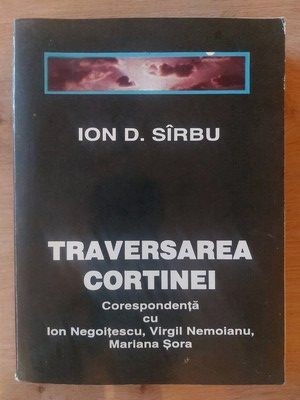 ION D. SÎRBU
TRAVERSAREA
CORTINEI
Corespondență
cu
Ion Negoițescu, Virgil Nemoianu,
Mariana Șora